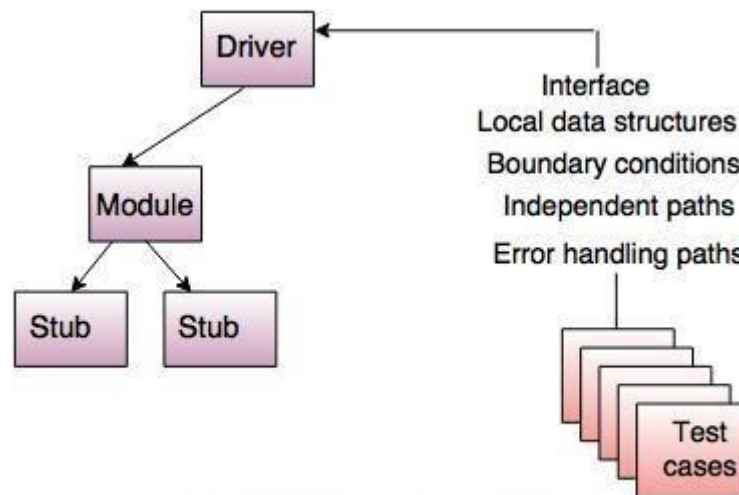 Driver
Interface
Local data structures
Boundary conditions
Independent paths
Error handling paths
Module
Stub
Stub
Test
cases